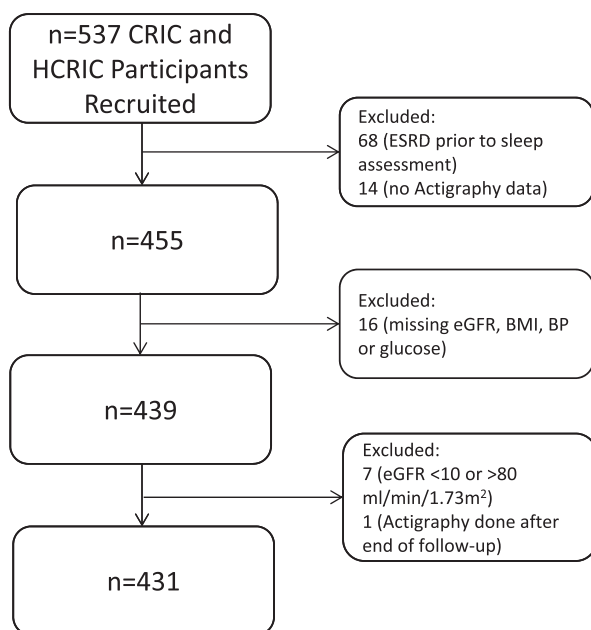 n=537 CRIC and
HCRIC Participants
Recruited
Excluded:
68 (ESRD prior to sleep
assessment)
14 (no Actigraphy data)
n=455
Excluded:
16 (missing eGFR, BMI, BP
or glucose)
n=439
Excluded:
7 (eGFR <10 or >80
ml/min/1.73m²)
1 (Actigraphy done after
end of follow-up)
n=431